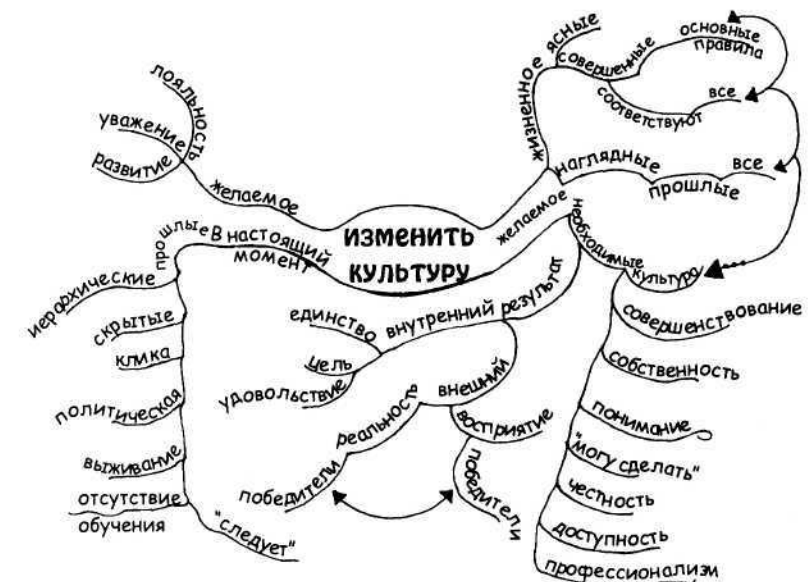 ИЗМЕНИТЬ
КУЛЬТУРУ
желаемое
лояльность
уважение
развитие
В настоящий
момент
прошлые
иерархические
скрытые
клика
политическая
выживание
отсутствие
обучения
"следует"
жизненное
ясные
совершенные
основные
правила
соответствуют
все
наглядные
прошлые
все
желаемое
необходимые
культура
совершенствование
собственность
понимание
"могу сделать"
честность
доступность
профессионализм
результат
внутренний
единство
цель
удовольствие
внешний
реальность
победители
восприятие
победители